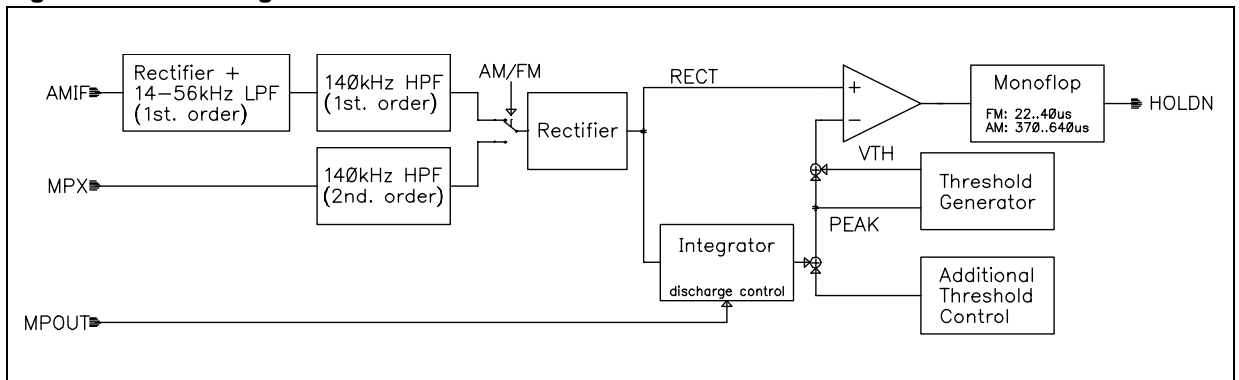 AMIF
Rectifier +
14-56kHz LPF
(1st. order)
140kHz HPF
(1st. order)
AM/FM
Rectifier
RECT
+
−
Monoflop
FM: 22..40us
AM: 370..640us
HOLDN
MPX
140kHz HPF
(2nd. order)
VTH
Threshold
Generator
PEAK
Integrator
discharge control
Additional
Threshold
Control
MPOUT